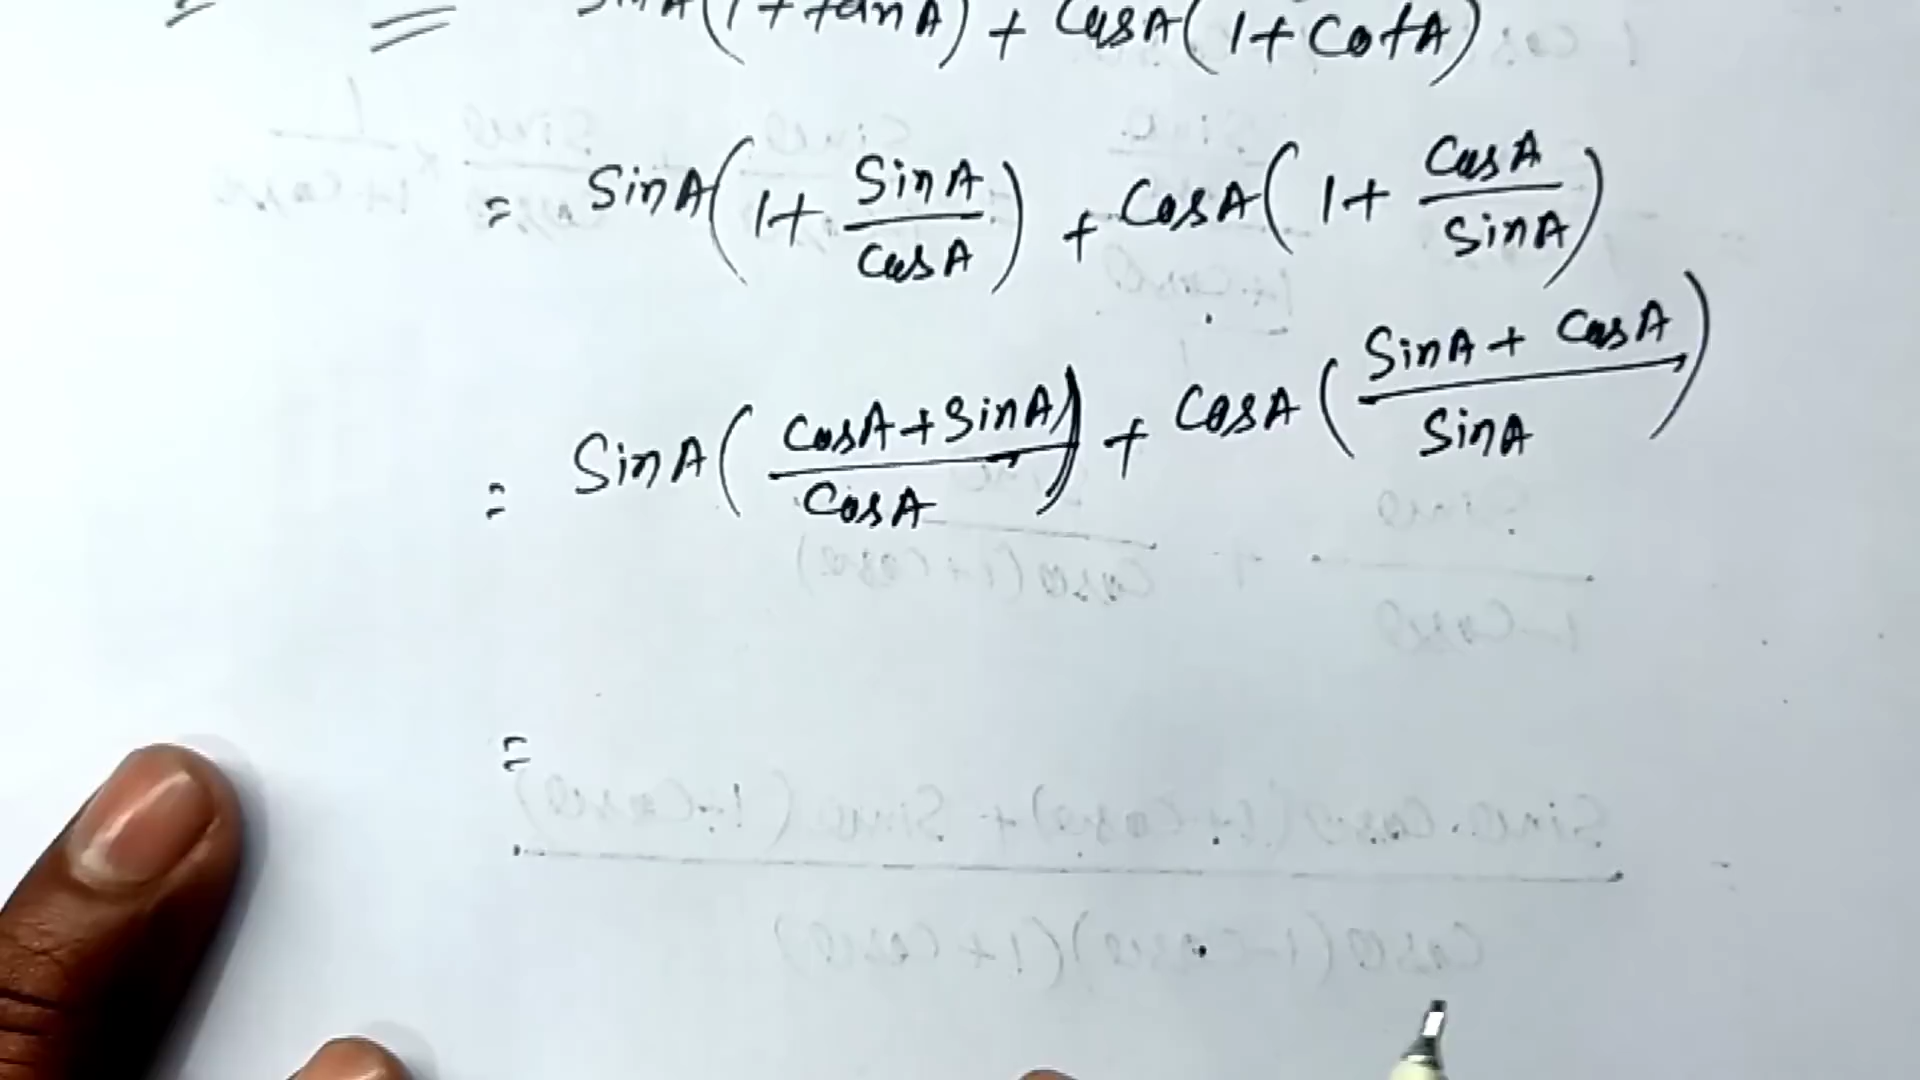 = sinA(1+tanA) + cosA(1+cotA)
= SinA(1+ SinA/cosA) + CosA(1+ CosA/SinA)
= SinA( CosA+SinA/CosA) + CosA( SinA+ CosA/SinA)
=